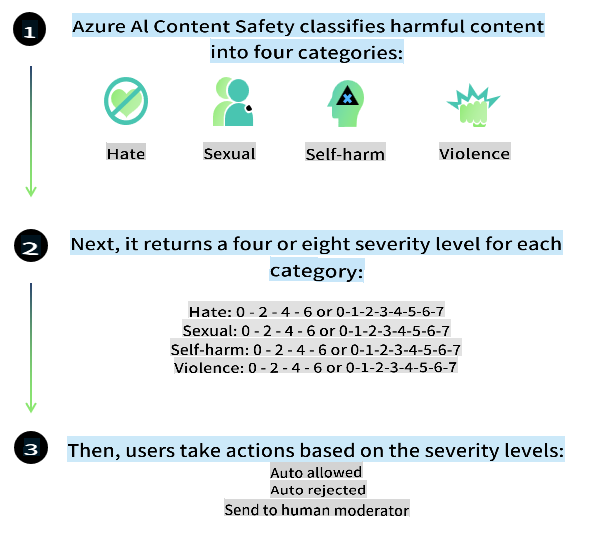 1
Azure Al Content Safety classifies harmful content
into four categories:
Hate
Sexual
Self-harm
Violence
2
Next, it returns a four or eight severity level for each
category:
Hate: 0 - 2 - 4 - 6 or 0-1-2-3-4-5-6-7
Sexual: 0 - 2 - 4 - 6 or 0-1-2-3-4-5-6-7
Self-harm: 0 - 2 - 4 - 6 or 0-1-2-3-4-5-6-7
Violence: 0 - 2 - 4 - 6 or 0-1-2-3-4-5-6-7
3
Then, users take actions based on the severity levels:
Auto allowed
Auto rejected
Send to human moderator